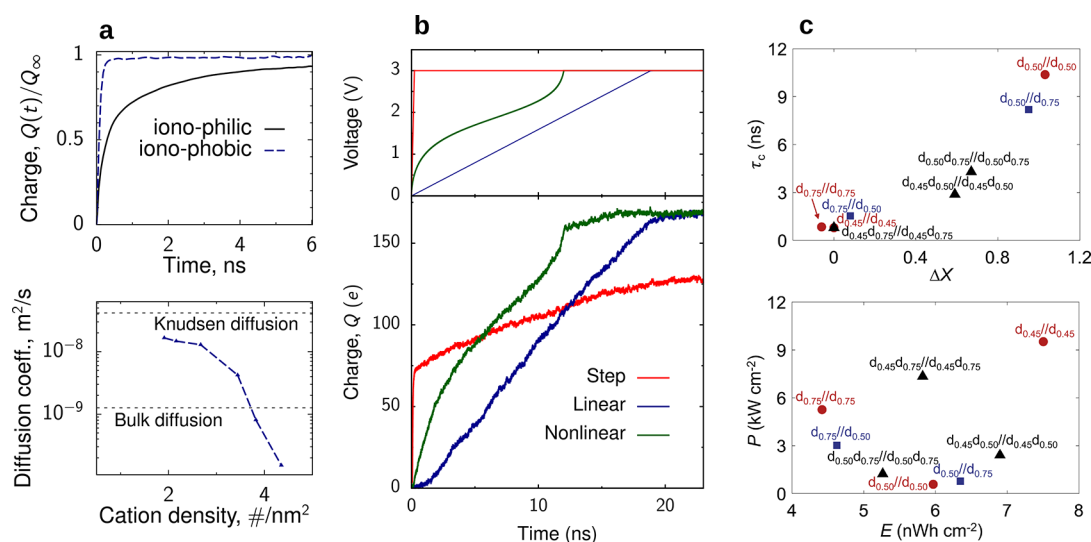 a
Charge, Q(t)/Q∞
1
0.5
0
iono-philic
iono-phobic
0
2
4
6
Time, ns
Diffusion coeff., m²/s
10⁻⁸
10⁻⁹
Knudsen diffusion
Bulk diffusion
2
4
Cation density, #/nm²
b
Voltage (V)
3
2
1
0
Charge, Q (e)
150
100
50
0
Step
Linear
Nonlinear
0
10
20
Time (ns)
c
τc (ns)
12
9
6
3
0
d0.50//d0.50
d0.50//d0.75
d0.50d0.75//d0.50d0.75
d0.45d0.50//d0.45d0.50
d0.75//d0.75
d0.75//d0.50
d0.45//d0.45
d0.45d0.75//d0.45d0.75
0
0.4
0.8
1.2
ΔX
P (kW cm⁻²)
12
9
6
3
0
d0.45//d0.45
d0.45d0.75//d0.45d0.75
d0.75//d0.75
d0.75//d0.50
d0.45d0.50//d0.45d0.50
d0.50d0.75//d0.50d0.75
d0.50//d0.75
d0.50//d0.50
4
5
6
7
8
E (nWh cm⁻²)